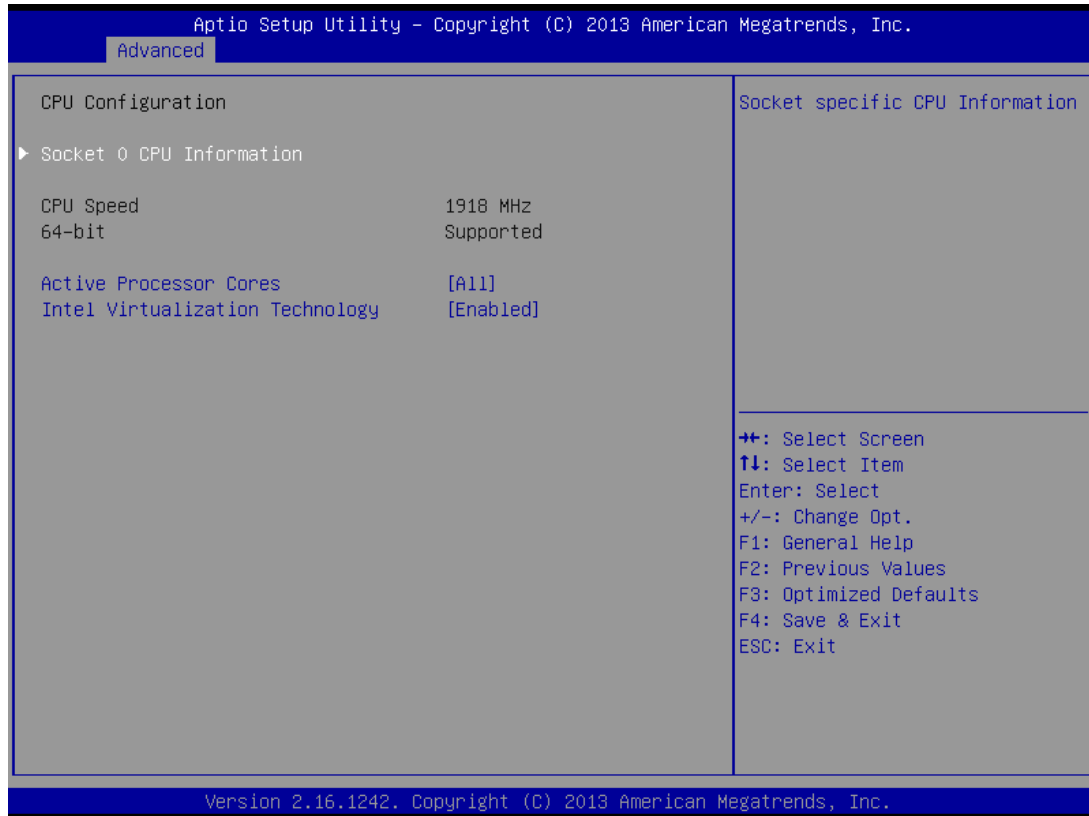 Aptio Setup Utility – Copyright (C) 2013 American Megatrends, Inc.
Advanced
CPU Configuration
Socket 0 CPU Information
CPU Speed 1918 MHz
64-bit Supported
Active Processor Cores [All]
Intel Virtualization Technology [Enabled]
Socket specific CPU Information
→←: Select Screen
↑↓: Select Item
Enter: Select
+/-: Change Opt.
F1: General Help
F2: Previous Values
F3: Optimized Defaults
F4: Save & Exit
ESC: Exit
Version 2.16.1242. Copyright (C) 2013 American Megatrends, Inc.